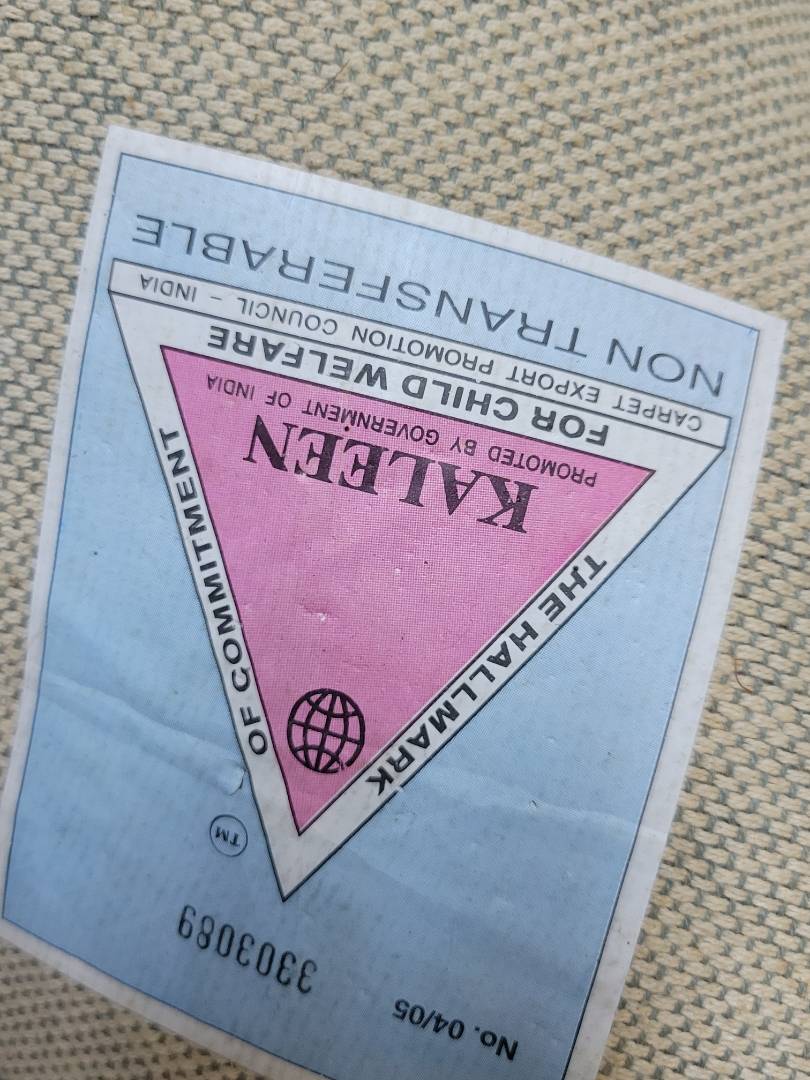 No. 04/05
3303089
TM
THE HALLMARK
OF COMMITMENT
KALEEN
PROMOTED BY GOVERNMENT OF INDIA
FOR CHILD WELFARE
CARPET EXPORT PROMOTION COUNCIL - INDIA
NON TRANSFERABLE